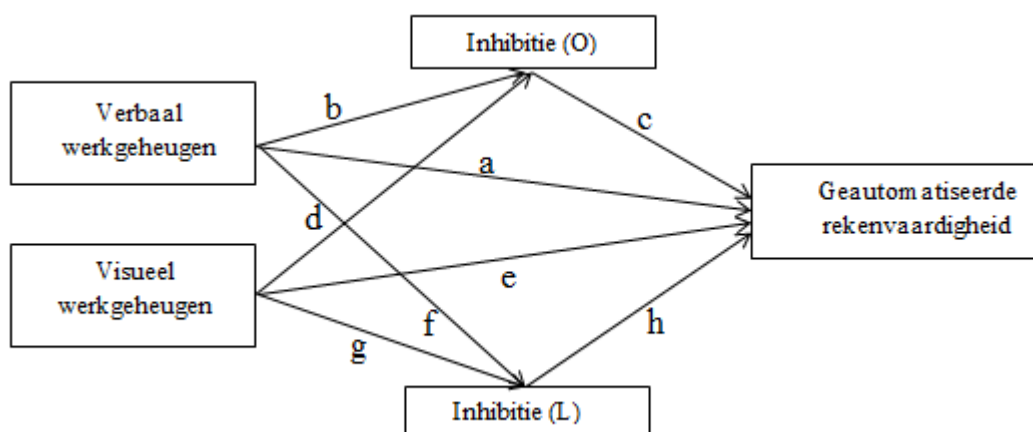 Inhibitie (O)
Verbaal
werkgeheugen
b
c
a
Geautomatiseerde
rekenvaardigheid
d
Visueel
werkgeheugen
e
f
g
h
Inhibitie (L)